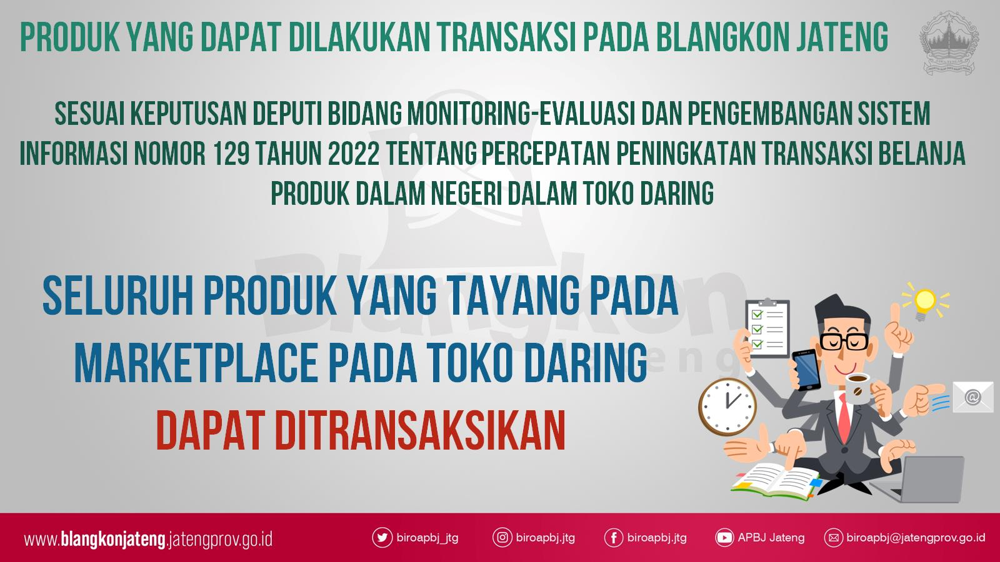 PRODUK YANG DAPAT DILAKUKAN TRANSAKSI PADA BLANGKON JATENG
SESUAI KEPUTUSAN DEPUTI BIDANG MONITORING-EVALUASI DAN PENGEMBANGAN SISTEM
INFORMASI NOMOR 129 TAHUN 2022 TENTANG PERCEPATAN PENINGKATAN TRANSAKSI BELANJA
PRODUK DALAM NEGERI DALAM TOKO DARING
Blangkon
Jateng
SELURUH PRODUK YANG TAYANG PADA
MARKETPLACE PADA TOKO DARING
DAPAT DITRANSAKSIKAN
@
www.blangkonjateng.jatengprov.go.id
biroapbj_jtg
biroapbj.jtg
biroapbj.jtg
APBJ Jateng
biroapbj@jatengprov.go.id